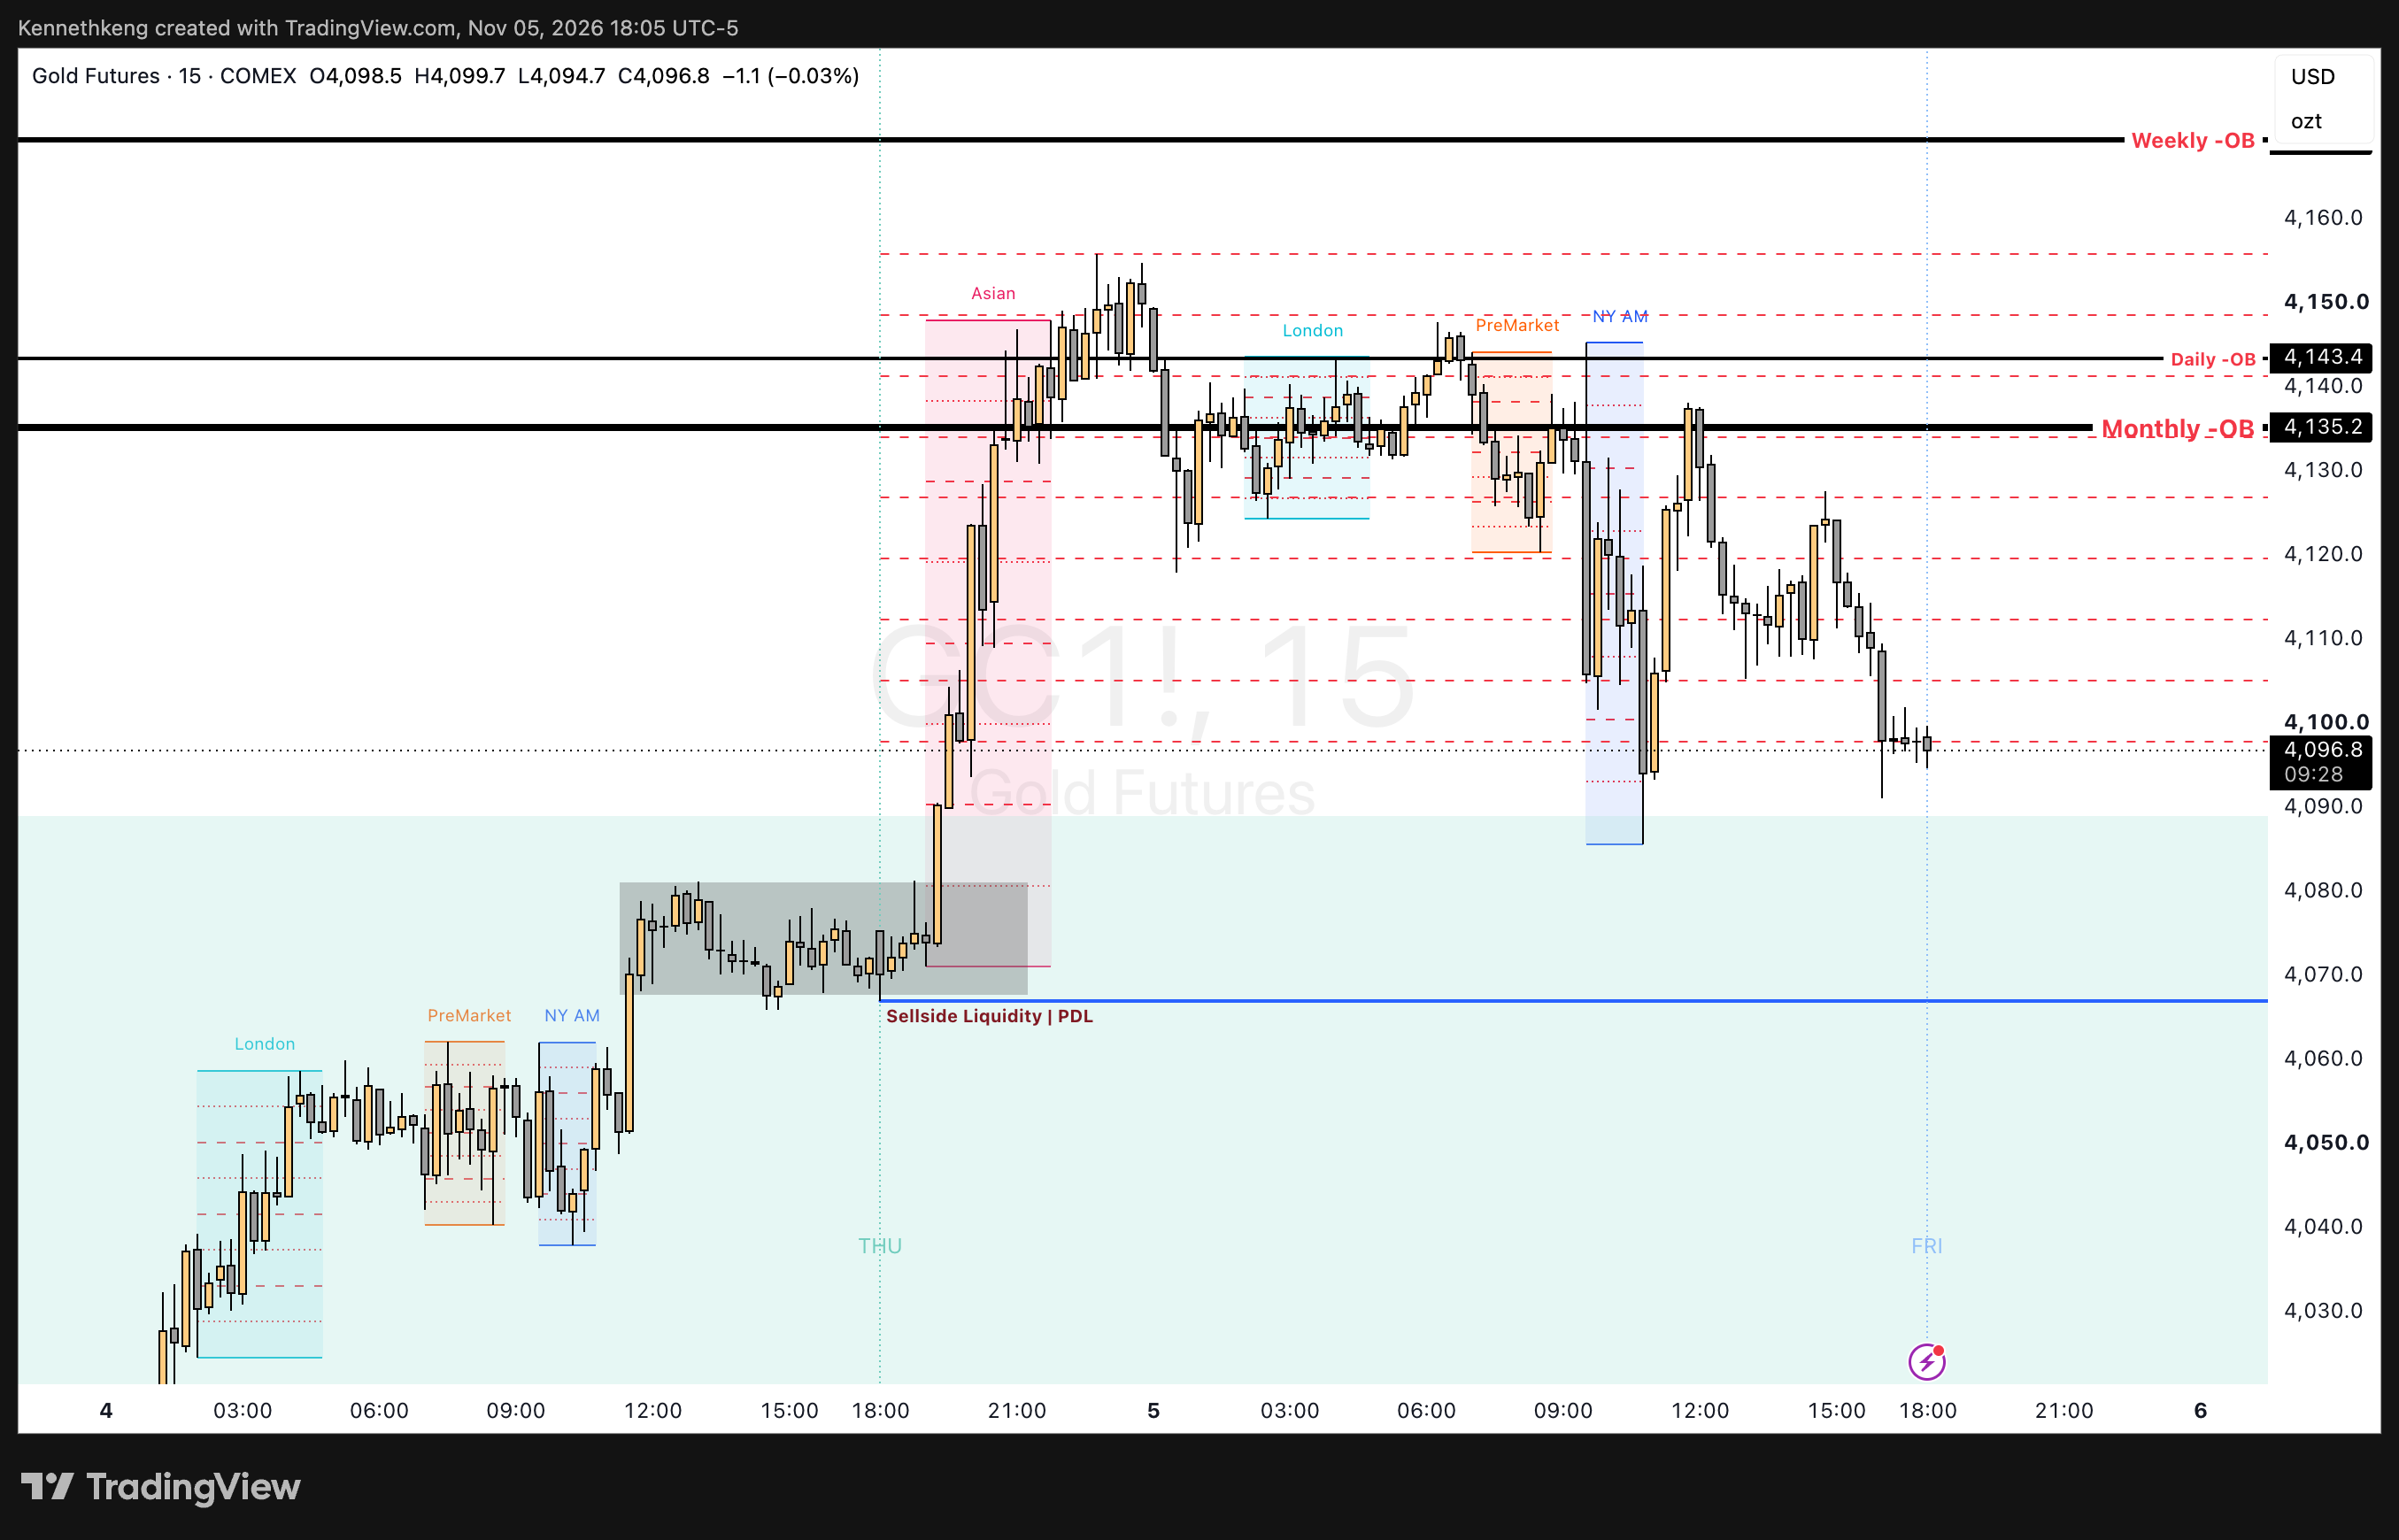 Kennethkeng created with TradingView.com, Nov 05, 2026 18:05 UTC-5
Gold Futures · 15 · COMEX O4,098.5 H4,099.7 L4,094.7 C4,096.8 −1.1 (−0.03%)
USD
ozt
Weekly -OB
4,160.0
Asian
4,150.0
London
PreMarket
NY AM
Daily -OB
4,143.4
4,140.0
Monthly -OB
4,135.2
4,130.0
4,120.0
GC1!, 15
4,110.0
4,100.0
4,096.8
09:28
Gold Futures
4,090.0
4,080.0
4,070.0
Sellside Liquidity | PDL
PreMarket
NY AM
London
4,060.0
4,050.0
4,040.0
THU
FRI
4,030.0
4 03:00 06:00 09:00 12:00 15:00 18:00 21:00 5 03:00 06:00 09:00 12:00 15:00 18:00 21:00 6
TradingView